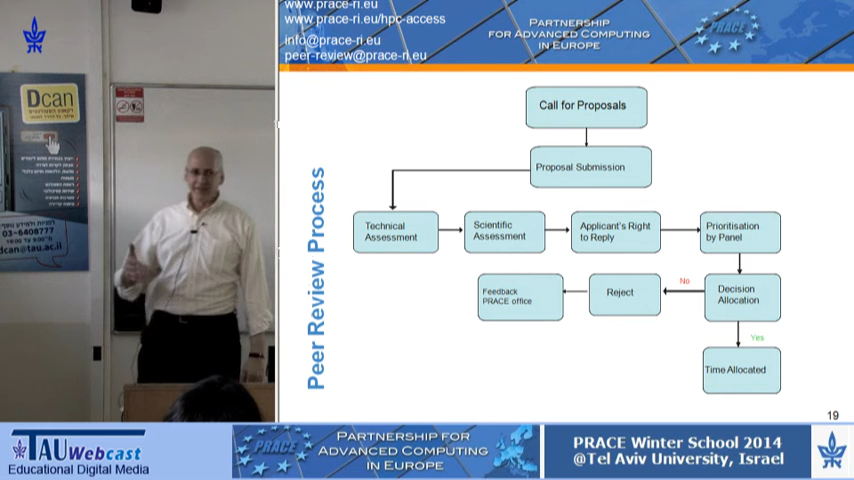 www.prace-ri.eu
www.prace-ri.eu/hpc-access
info@prace-ri.eu
peer-review@prace-ri.eu
PARTNERSHIP
FOR ADVANCED COMPUTING
IN EUROPE
PRACE
Dcan
03-6408777
dcan@tau.ac.il
Peer Review Process
Call for Proposals
Proposal Submission
Technical
Assessment
Scientific
Assessment
Applicant's Right
to Reply
Prioritisation
by Panel
Decision
Allocation
No
Reject
Feedback
PRACE office
Yes
Time Allocated
19
TAU Webcast
Educational Digital Media
PRACE
PARTNERSHIP FOR
ADVANCED COMPUTING
IN EUROPE
PRACE Winter School 2014
@Tel Aviv University, Israel